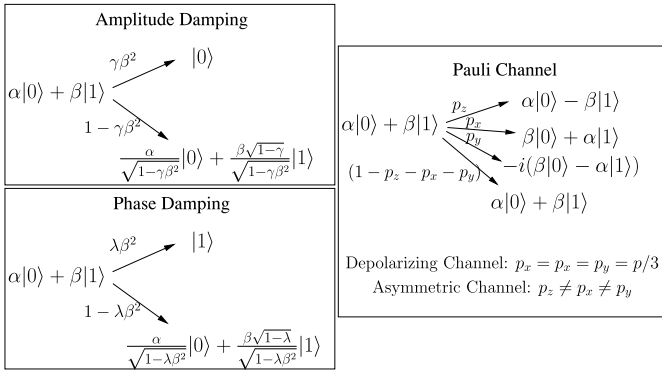 Amplitude Damping
γβ²
|0⟩
α|0⟩ + β|1⟩
1 − γβ²
α/√(1−γβ²)|0⟩ + β√(1−γ)/√(1−γβ²)|1⟩
Phase Damping
λβ²
|1⟩
α|0⟩ + β|1⟩
1 − λβ²
α/√(1−λβ²)|0⟩ + β√(1−λ)/√(1−λβ²)|1⟩
Pauli Channel
p_z
α|0⟩ − β|1⟩
α|0⟩ + β|1⟩
p_x
β|0⟩ + α|1⟩
p_y
−i(β|0⟩ − α|1⟩)
(1 − p_z − p_x − p_y)
α|0⟩ + β|1⟩
Depolarizing Channel: p_x = p_x = p_y = p/3
Asymmetric Channel: p_z ≠ p_x ≠ p_y